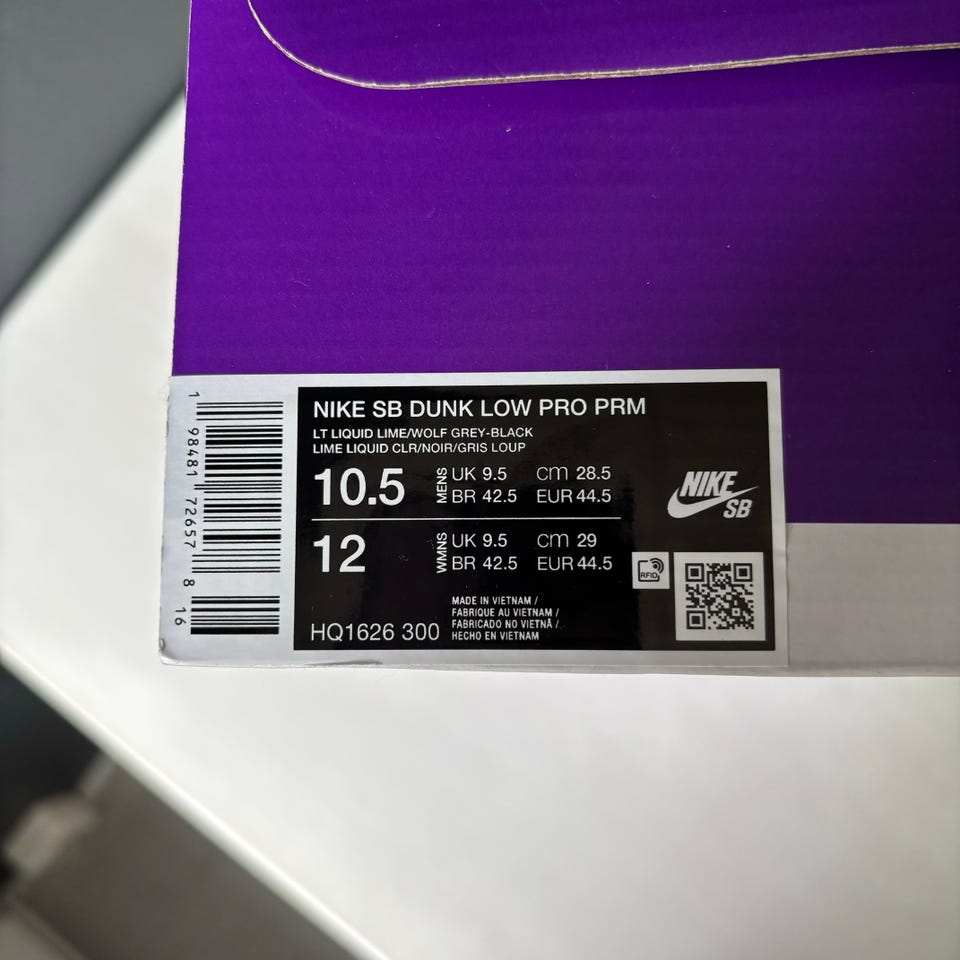 NIKE SB DUNK LOW PRO PRM
LT LIQUID LIME/WOLF GREY-BLACK
LIME LIQUID CLR/NOIR/GRIS LOUP
10.5 MENS UK 9.5 cm 28.5
BR 42.5 EUR 44.5
12 WMNS UK 9.5 cm 29
BR 42.5 EUR 44.5
NIKE
SB
RFID
MADE IN VIETNAM /
FABRIQUE AU VIETNAM /
FABRICADO NO VIETNÃ /
HECHO EN VIETNAM
HQ1626 300
1 98481 72657 8 16